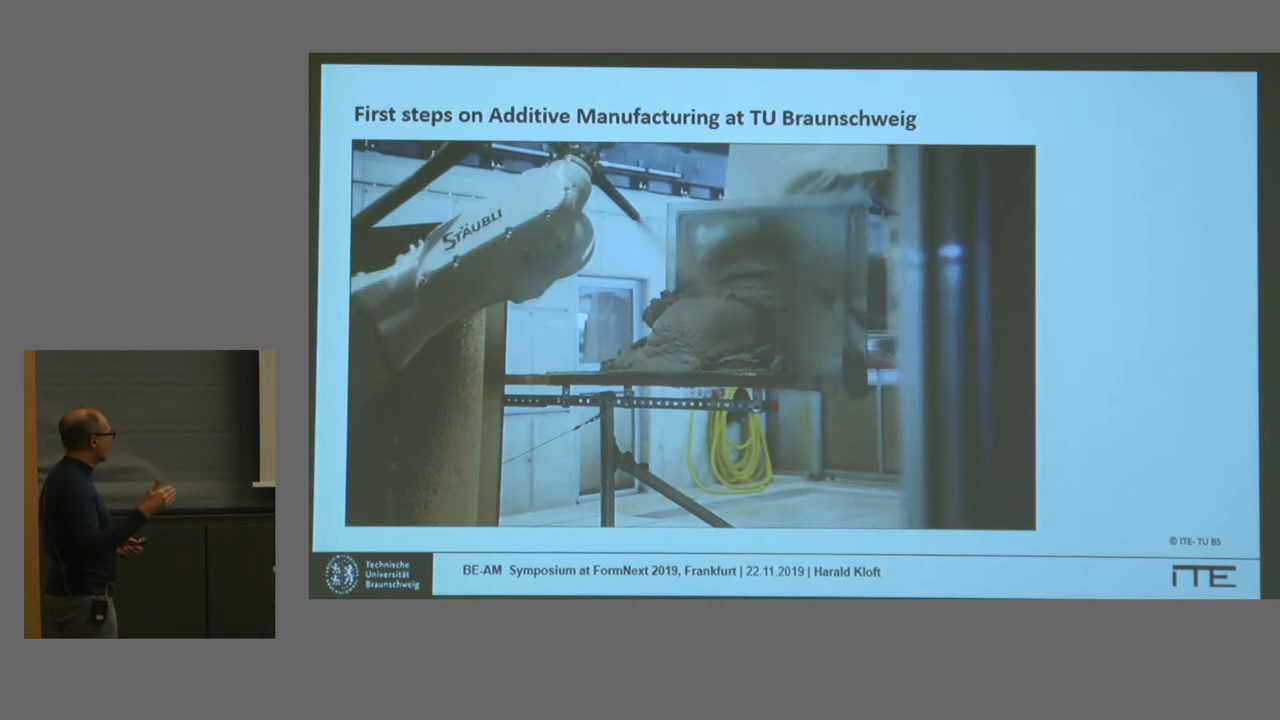 First steps on Additive Manufacturing at TU Braunschweig
STÄUBLI
© ITE- TU BS
Technische
Universität
Braunschweig
BE-AM Symposium at FormNext 2019, Frankfurt | 22.11.2019 | Harald Kloft
iTE